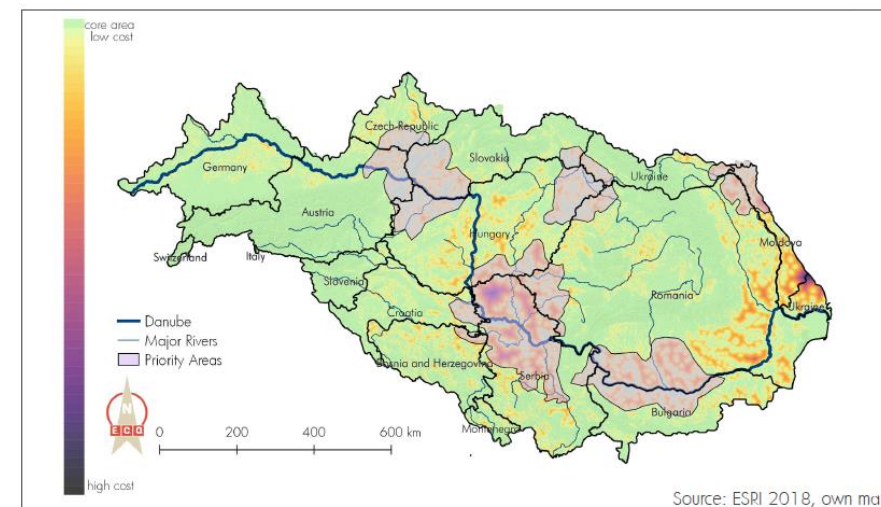 core area
low cost
Czech Republic
Slovakia
Germany
Ukraine
Austria
Hungary
Moldova
Switzerland
Italy
Slovenia
Romania
Ukraine
Croatia
Danube
Major Rivers
Priority Areas
Bosnia and Herzegovina
Serbia
Bulgaria
N
ECO
Montenegro
0 200 400 600 km
high cost
Source: ESRI 2018, own ma